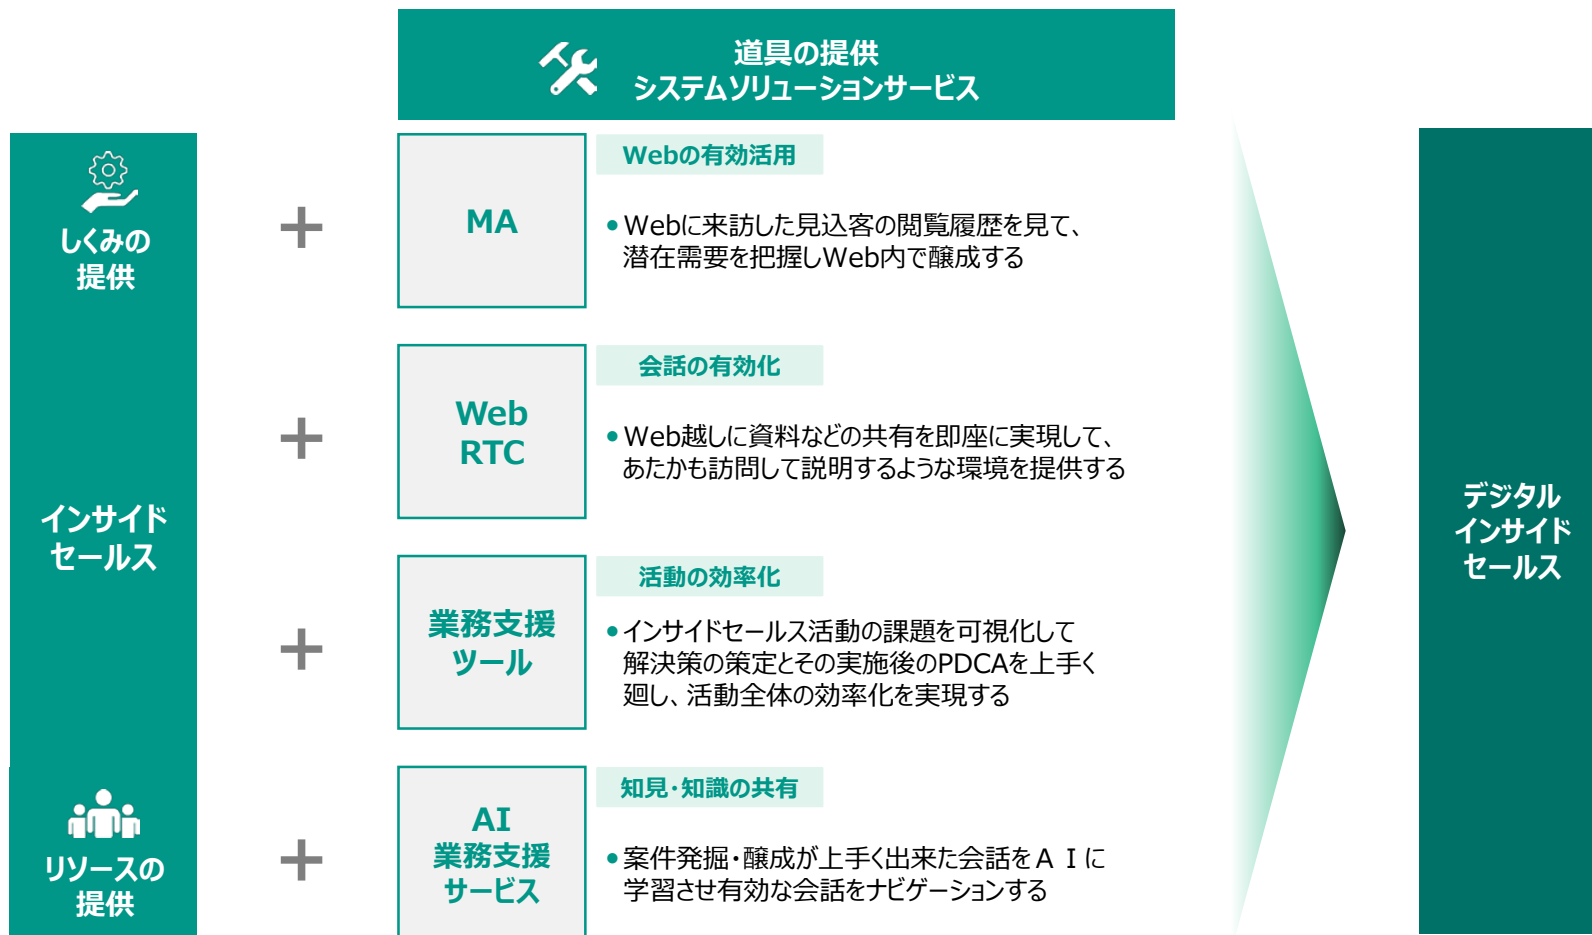 道具の提供
システムソリューションサービス
しくみの
提供
インサイド
セールス
リソースの
提供
+
MA
Webの有効活用
•Webに来訪した見込客の閲覧履歴を見て、
潜在需要を把握しWeb内で醸成する
+
Web
RTC
会話の有効化
•Web越しに資料などの共有を即座に実現して、
あたかも訪問して説明するような環境を提供する
+
業務支援
ツール
活動の効率化
•インサイドセールス活動の課題を可視化して
解決策の策定とその実施後のPDCAを上手く
廻し、活動全体の効率化を実現する
+
AI
業務支援
サービス
知見・知識の共有
•案件発掘・醸成が上手く出来た会話をAIに
学習させ有効な会話をナビゲーションする
デジタル
インサイド
セールス